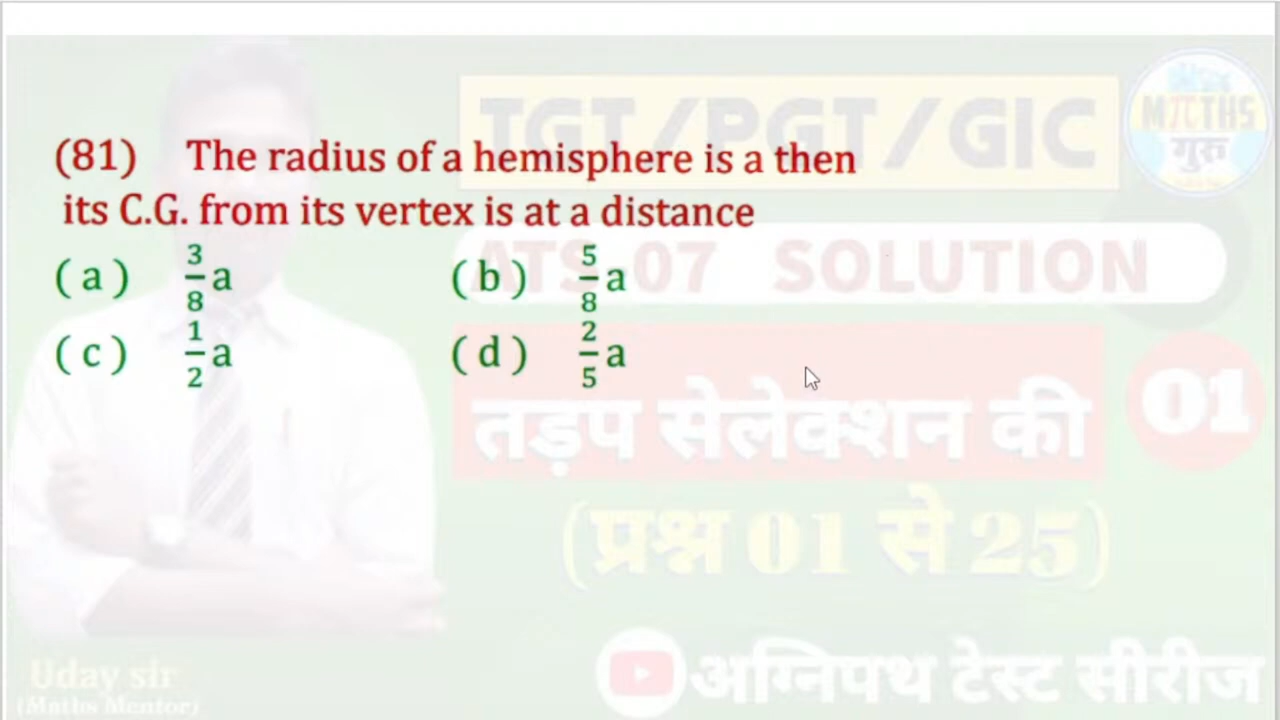 TGT/PGT/GIC
MπTHS
गुरु
(81) The radius of a hemisphere is a then
its C.G. from its vertex is at a distance
ATS 07 SOLUTION
(a) 3/8 a (b) 5/8 a
(c) 1/2 a (d) 2/5 a
तड़प सेलेक्शन की
01
(प्रश्न 01 से 25)
Uday sir
(Maths Mentor)
अग्निपथ टेस्ट सीरीज